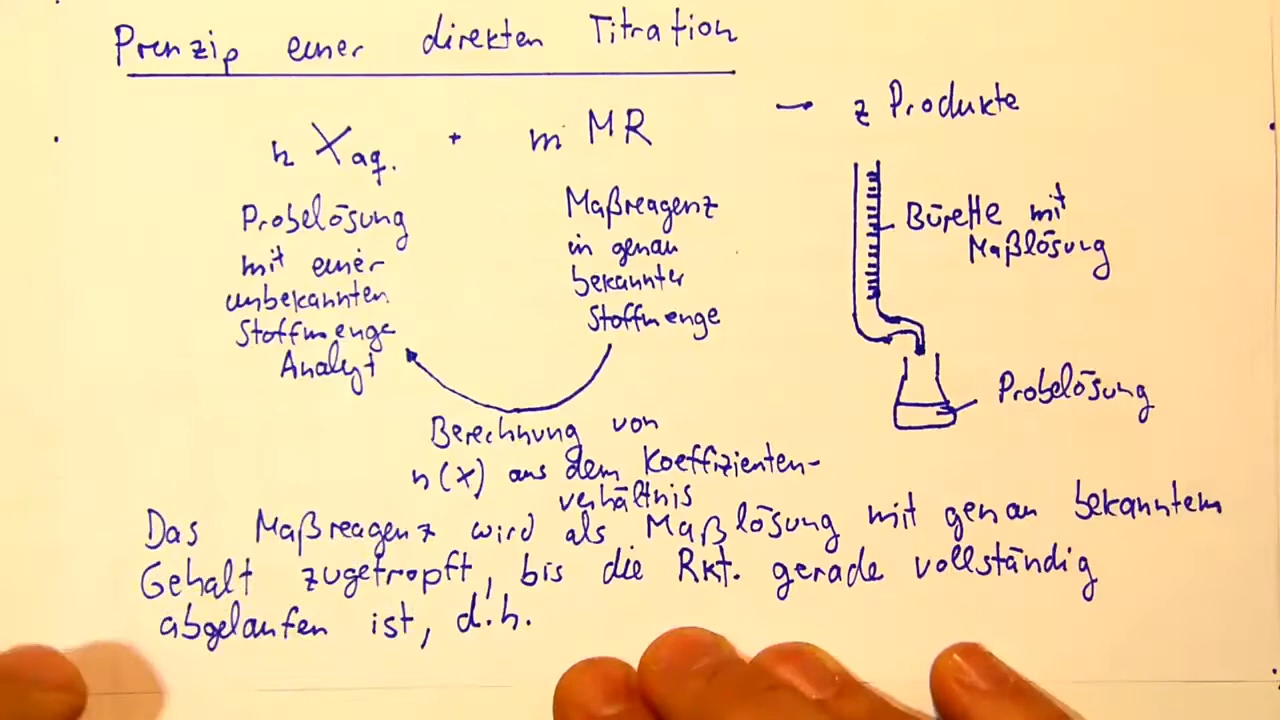 Prinzip einer direkten Titration
n Xaq. + m MR → z Produkte
Probelösung
mit einer
unbekannten
Stoffmenge
Analyt
Maßreagenz
in genau
bekannter
Stoffmenge
Bürette mit
Maßlösung
Probelösung
Berechnung von
n(X) aus dem Koeffizienten-
verhältnis
Das Maßreagenz wird als Maßlösung mit genau bekanntem
Gehalt zugetropft, bis die Rkt. gerade vollständig
abgelaufen ist, d.h.